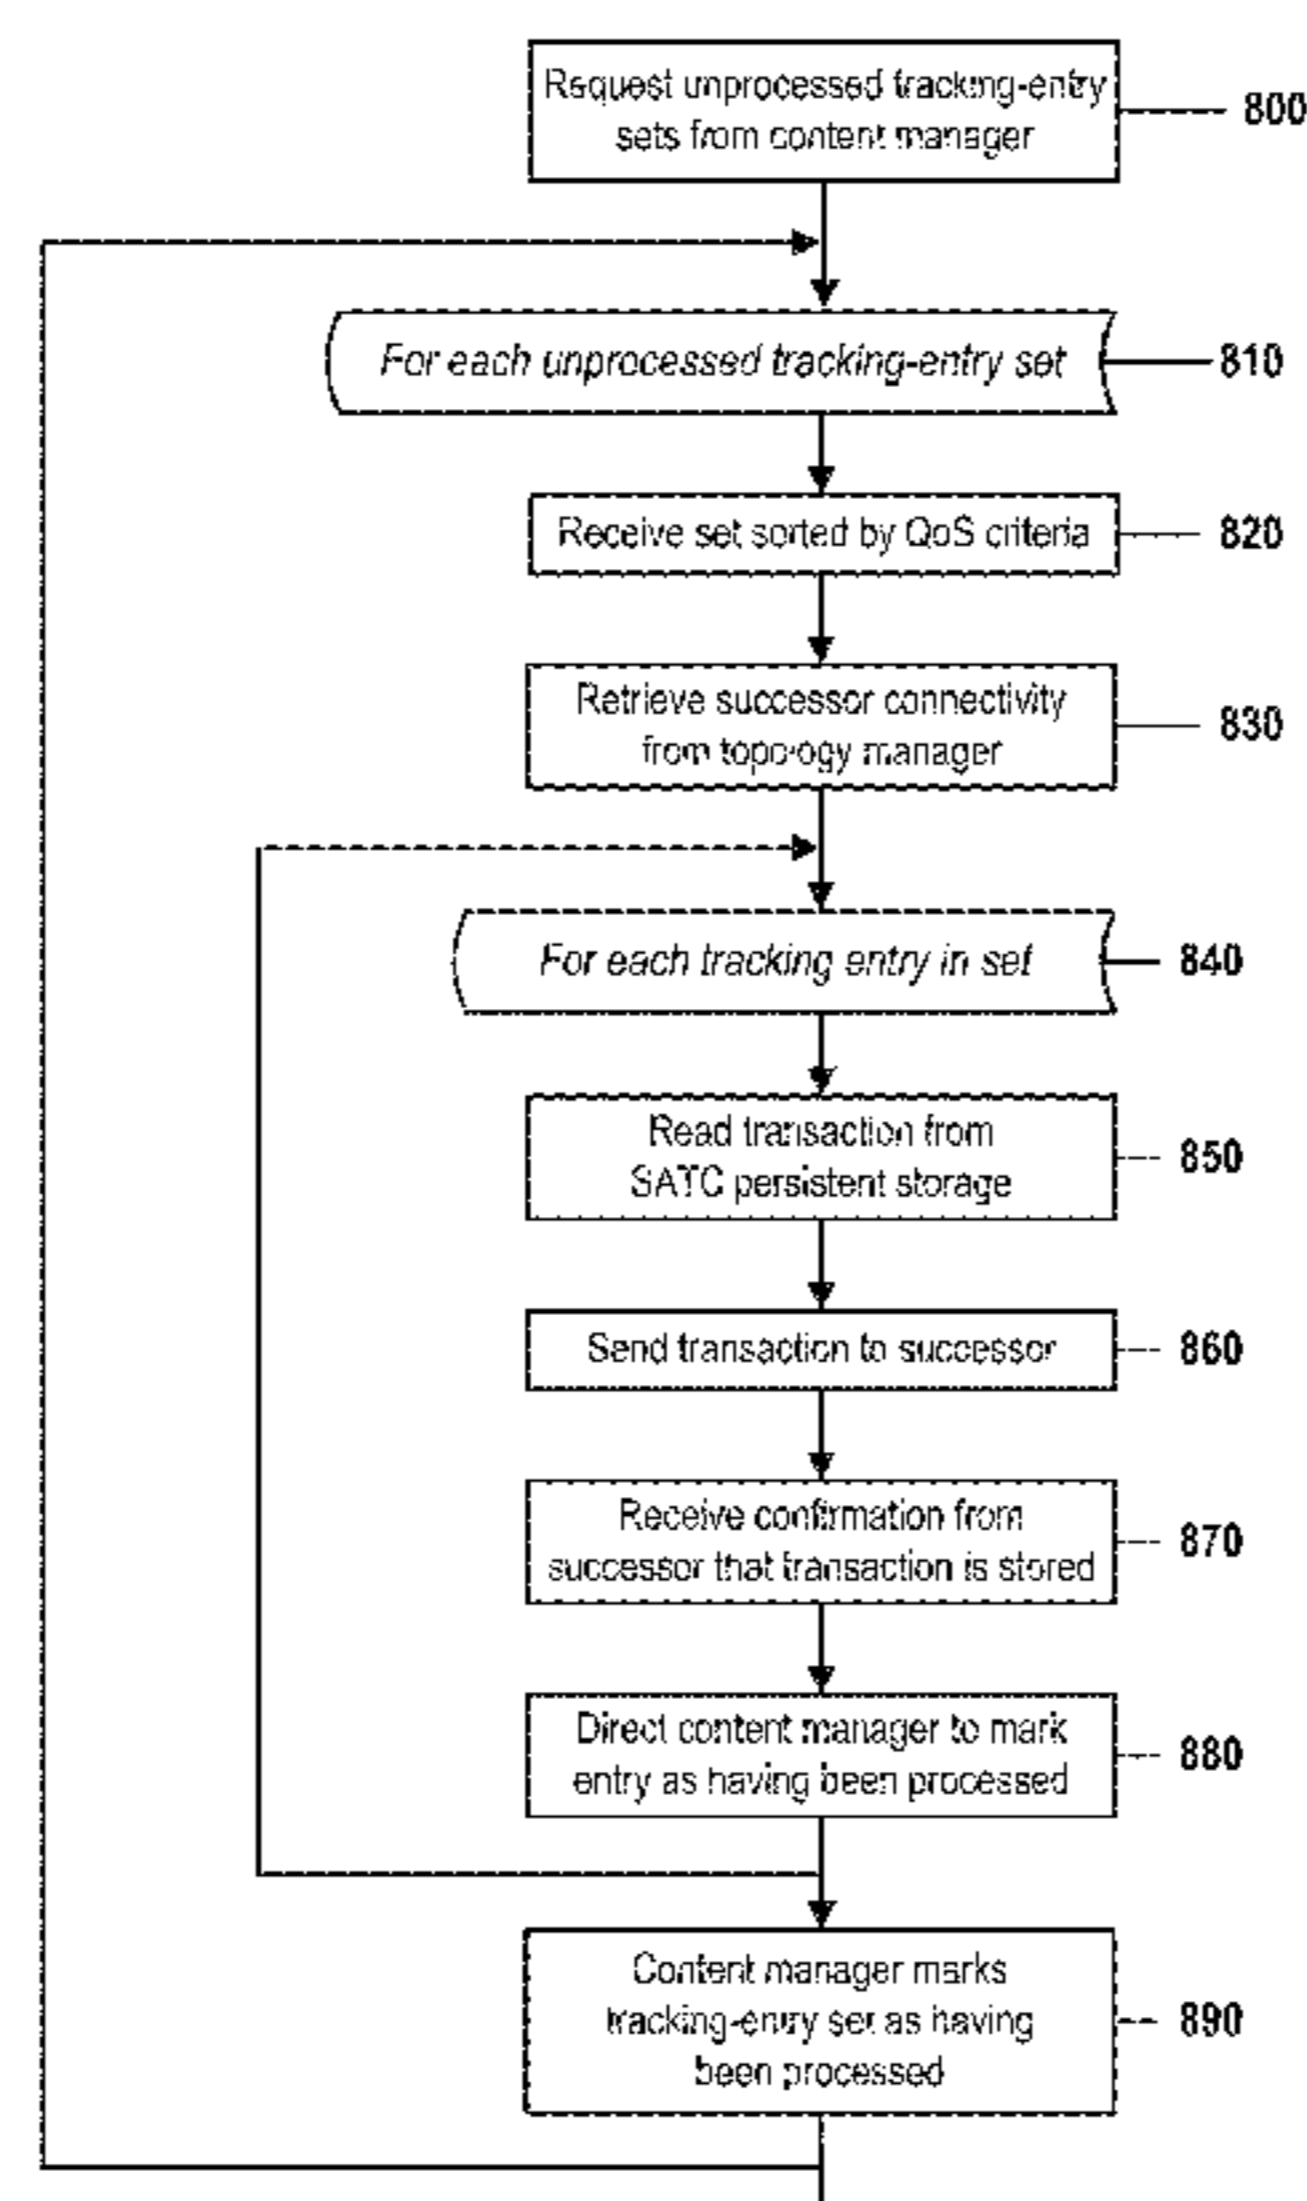 Request unprocessed tracking-entry
sets from content manager
800
For each unprocessed tracking-entry set
810
Receive set sorted by QoS criteria
820
Retrieve successor connectivity
from topology manager
830
For each tracking entry in set
840
Read transaction from
SATC persistent storage
850
Send transaction to successor
860
Receive confirmation from
successor that transaction is stored
870
Direct content manager to mark
entry as having been processed
880
Content manager marks
tracking-entry set as having
been processed
890